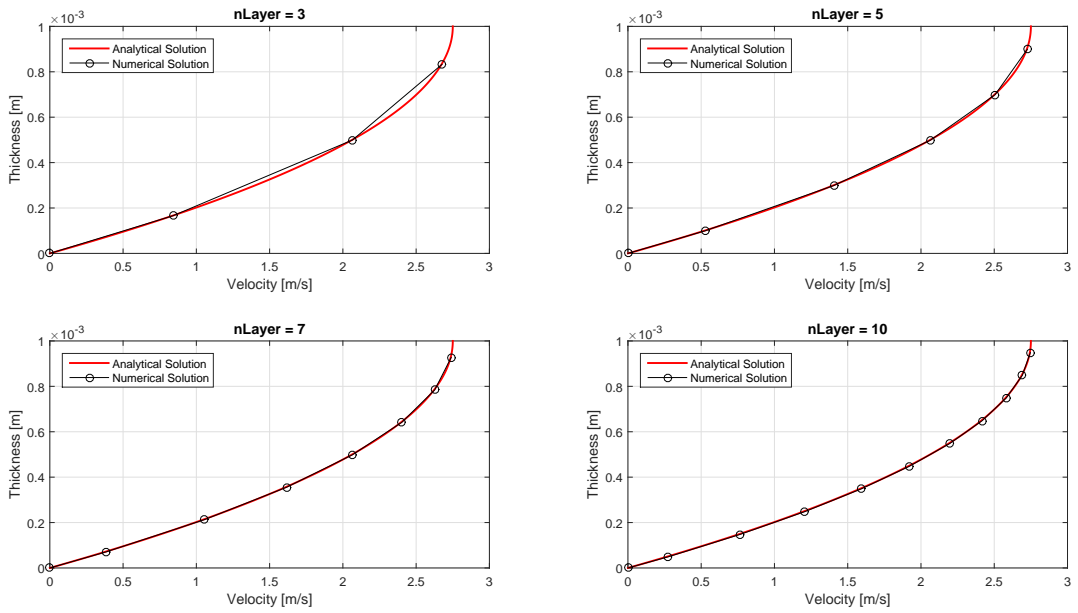 nLayer = 3
×10-3
1
0.8
0.6
0.4
0.2
0
Thickness [m]
Analytical Solution
Numerical Solution
0 0.5 1 1.5 2 2.5 3
Velocity [m/s]
nLayer = 5
×10-3
1
0.8
0.6
0.4
0.2
0
Thickness [m]
Analytical Solution
Numerical Solution
0 0.5 1 1.5 2 2.5 3
Velocity [m/s]
nLayer = 7
×10-3
1
0.8
0.6
0.4
0.2
0
Thickness [m]
Analytical Solution
Numerical Solution
0 0.5 1 1.5 2 2.5 3
Velocity [m/s]
nLayer = 10
×10-3
1
0.8
0.6
0.4
0.2
0
Thickness [m]
Analytical Solution
Numerical Solution
0 0.5 1 1.5 2 2.5 3
Velocity [m/s]